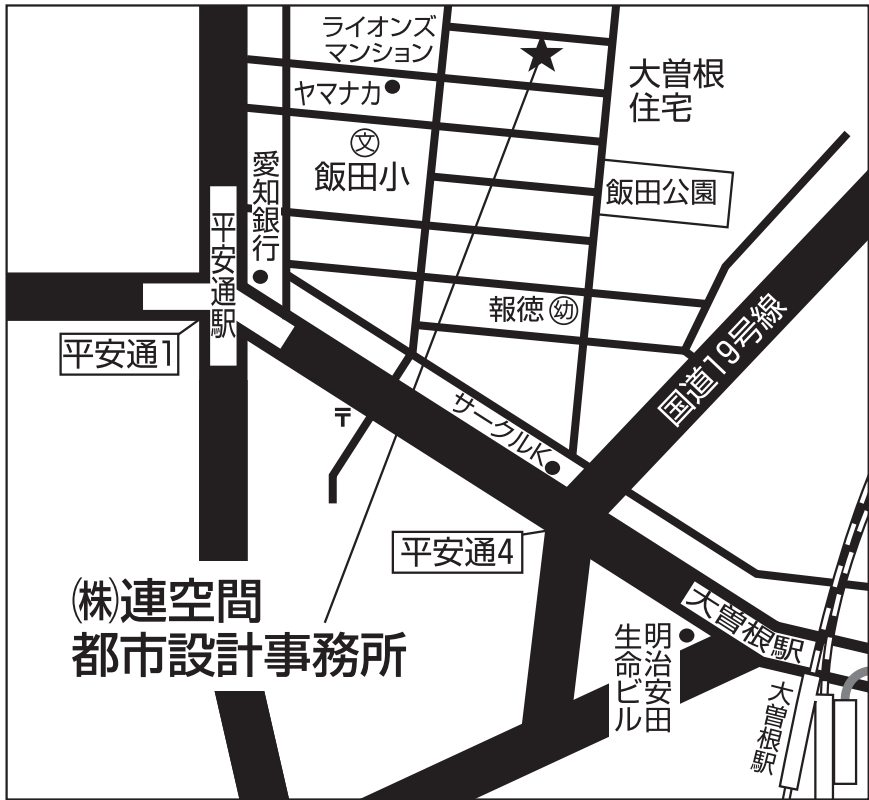 ライオンズ
マンション
ヤマナカ
大曽根
住宅
㊫
飯田小
愛知銀行
飯田公園
平安通駅
報徳㊙
平安通1
国道19号線
〒
サークルK
平安通4
㈱連空間
都市設計事務所
大曽根駅
明治安田
生命ビル
大曽根駅